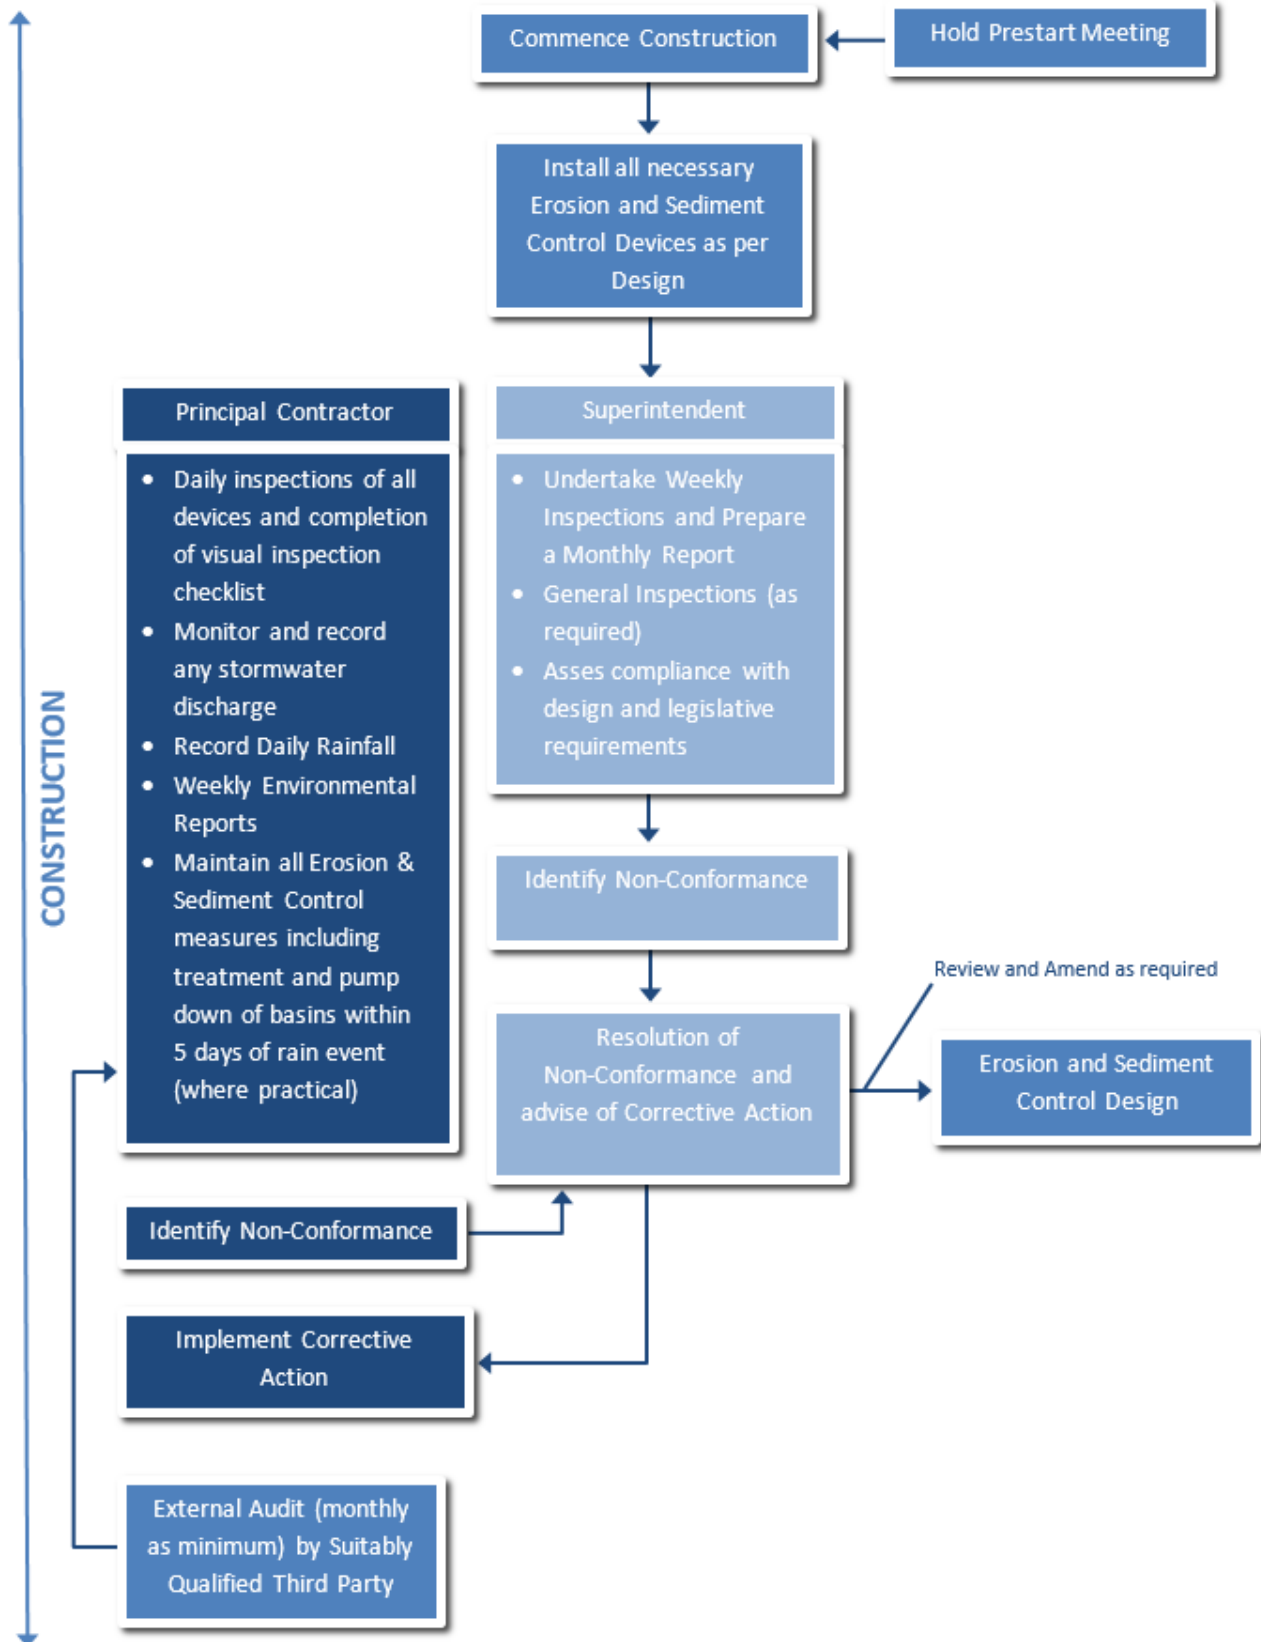 Commence Construction
Hold Prestart Meeting
Install all necessary
Erosion and Sediment
Control Devices as per
Design
Principal Contractor
• Daily inspections of all
devices and completion
of visual inspection
checklist
• Monitor and record
any stormwater
discharge
• Record Daily Rainfall
• Weekly Environmental
Reports
• Maintain all Erosion &
Sediment Control
measures including
treatment and pump
down of basins within
5 days of rain event
(where practical)
Superintendent
• Undertake Weekly
Inspections and Prepare
a Monthly Report
• General Inspections (as
required)
• Asses compliance with
design and legislative
requirements
Identify Non-Conformance
Resolution of
Non-Conformance and
advise of Corrective Action
Review and Amend as required
Erosion and Sediment
Control Design
Identify Non-Conformance
Implement Corrective
Action
External Audit (monthly
as minimum) by Suitably
Qualified Third Party
CONSTRUCTION